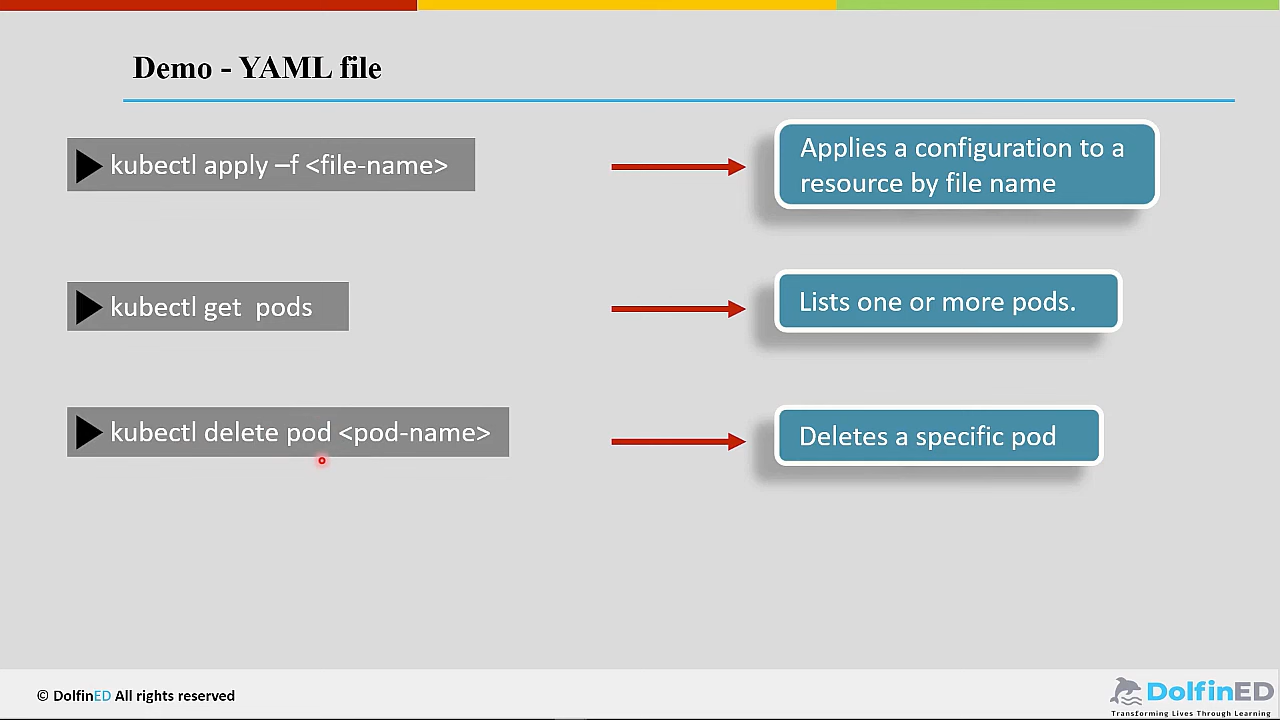 Demo - YAML file
kubectl apply –f <file-name>
Applies a configuration to a
resource by file name
kubectl get  pods
Lists one or more pods.
kubectl delete pod <pod-name>
Deletes a specific pod
© DolfinED All rights reserved
DolfinED
Transforming Lives Through Learning